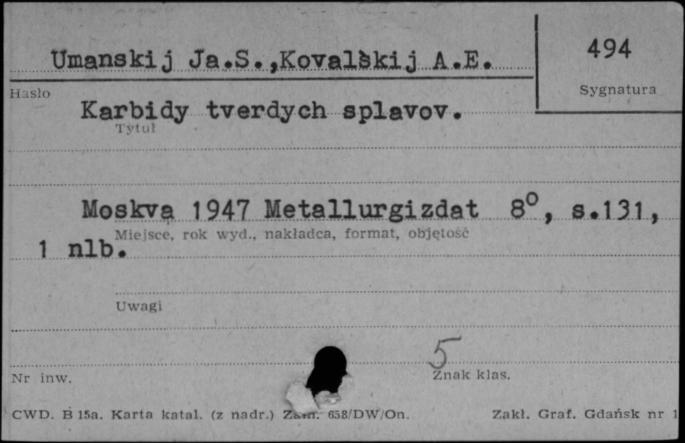 Umanskij Ja.S.,Kovalskij A.E.
494
Hasło
Sygnatura
Karbidy tverdych splavov.
Tytuł
Moskva 1947 Metallurgizdat 8°, s.131,
Miejsce, rok wyd., nakładca, format, objętość
1 nlb.
Uwagi
5
Nr inw.
Znak klas.
CWD. B 15a. Karta katal. (z nadr.) Zam. 658/DW/On. Zakł. Graf. Gdańsk nr 1